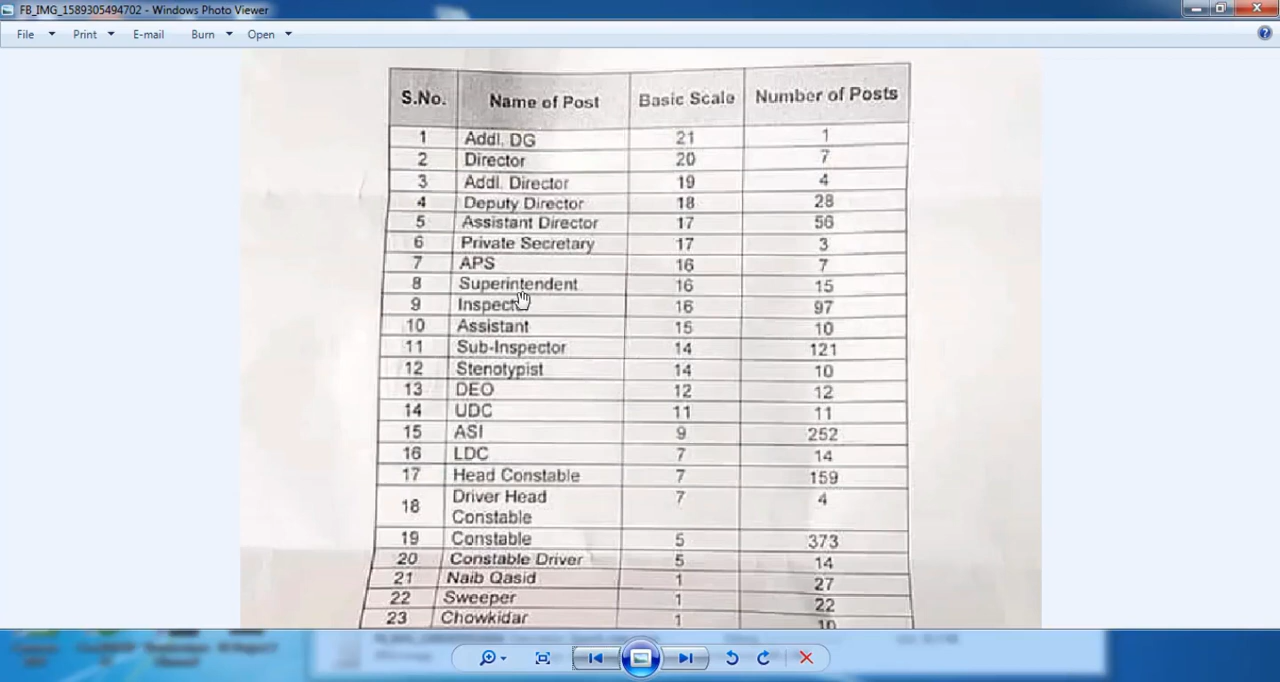 FB_IMG_1589305494702 - Windows Photo Viewer
File Print E-mail Burn Open
S.No. Name of Post Basic Scale Number of Posts
1 Addl. DG 21 1
2 Director 20 7
3 Addl. Director 19 4
4 Deputy Director 18 28
5 Assistant Director 17 56
6 Private Secretary 17 3
7 APS 16 7
8 Superintendent 16 15
9 Inspector 16 97
10 Assistant 15 10
11 Sub-Inspector 14 121
12 Stenotypist 14 10
13 DEO 12 12
14 UDC 11 11
15 ASI 9 252
16 LDC 7 14
17 Head Constable 7 159
18 Driver Head Constable 7 4
19 Constable 5 373
20 Constable Driver 5 14
21 Naib Qasid 1 27
22 Sweeper 1 22
23 Chowkidar 1 10